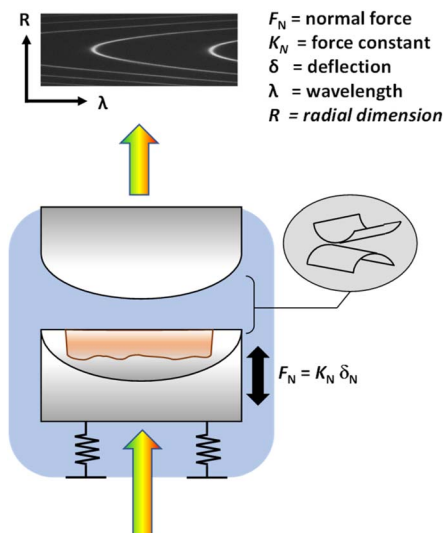 R
λ
F_N = normal force
K_N = force constant
δ = deflection
λ = wavelength
R = radial dimension
F_N = K_N δ_N